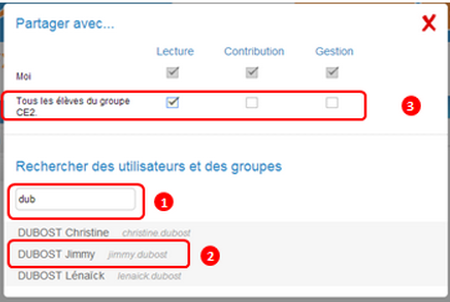 Partager avec...
Lecture Contribution Gestion
Moi
Tous les élèves du groupe
CE2.
3
Rechercher des utilisateurs et des groupes
dub
1
DUBOST Christine christine.dubost
DUBOST Jimmy jimmy.dubost
2
DUBOST Lénaïck lenaick.dubost